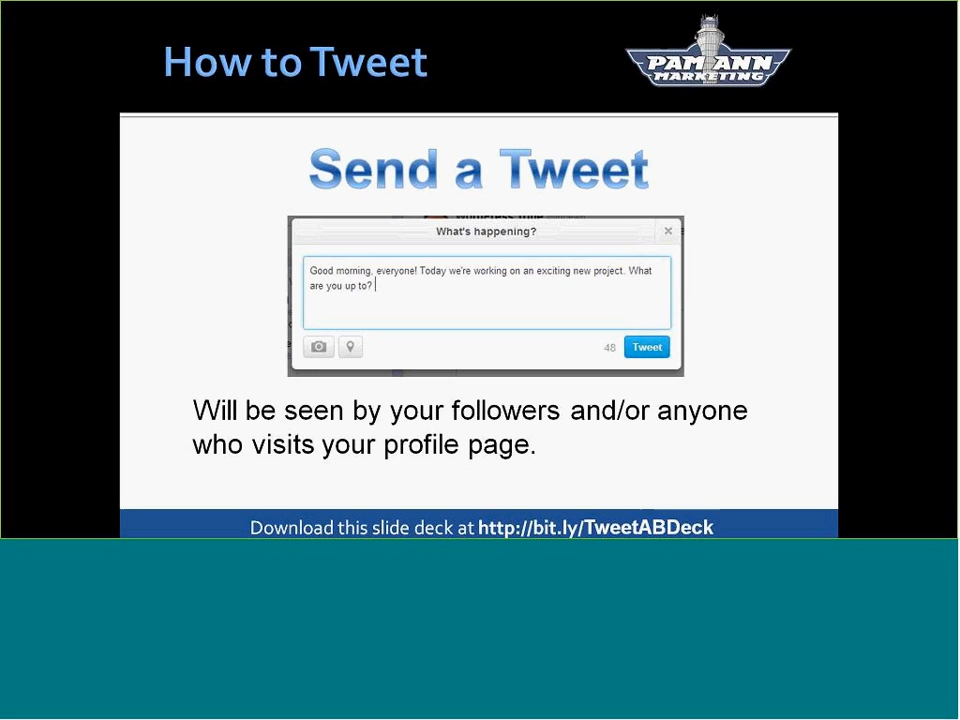 How to Tweet
PAM ANN
MARKETING
Send a Tweet
What's happening?
Good morning, everyone! Today we're working on an exciting new project. What
are you up to?
48 Tweet
Will be seen by your followers and/or anyone
who visits your profile page.
Download this slide deck at http://bit.ly/TweetABDeck